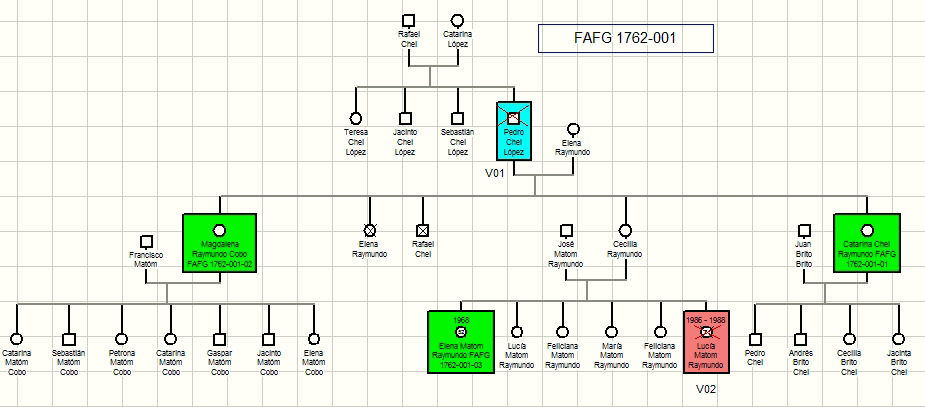 Rafael
Chel
Catarina
López
FAFG 1762-001
Teresa
Chel
López
Jacinto
Chel
López
Sebastián
Chel
López
Pedro
Chel
López
Elena
Raymundo
V01
Francisco
Matóm
Magdalena
Raymundo Cobo
FAFG 1762-001-02
Elena
Raymundo
Rafael
Chel
José
Matom
Raymundo
Cecilia
Raymundo
Juan
Brito
Catarina Chel
Raymundo FAFG
1762-001-01
Catarina
Matóm
Cobo
Sebastián
Matóm
Cobo
Petrona
Matóm
Cobo
Catarina
Matóm
Cobo
Gaspar
Matóm
Cobo
Jacinto
Matóm
Cobo
Elena
Matóm
Cobo
1968
Elena Matom
Raymundo FAFG
1762-001-03
Lucía
Matom
Raymundo
Feliciana
Matom
Raymundo
María
Matom
Raymundo
Feliciana
Matom
Raymundo
1986 - 1988
Lucía
Matom
Raymundo
V02
Pedro
Chel
Andrés
Brito
Chel
Cecilia
Brito
Chel
Jacinta
Brito
Chel